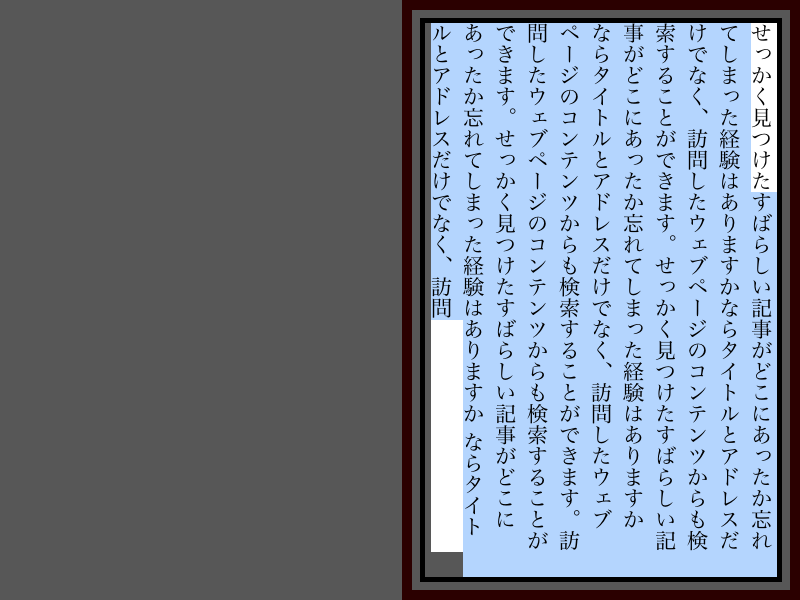 せっかく見つけたすばらしい記事がどこにあったか忘れ
てしまった経験はありますかならタイトルとアドレスだ
けでなく、訪問したウェブページのコンテンツからも検
索することができます。せっかく見つけたすばらしい記
事がどこにあったか忘れてしまった経験はありますか
ならタイトルとアドレスだけでなく、訪問したウェブ
ページのコンテンツからも検索することができます。訪
問したウェブページのコンテンツからも検索することが
できます。せっかく見つけたすばらしい記事がどこに
あったか忘れてしまった経験はありますか ならタイト
ルとアドレスだけでなく、訪問